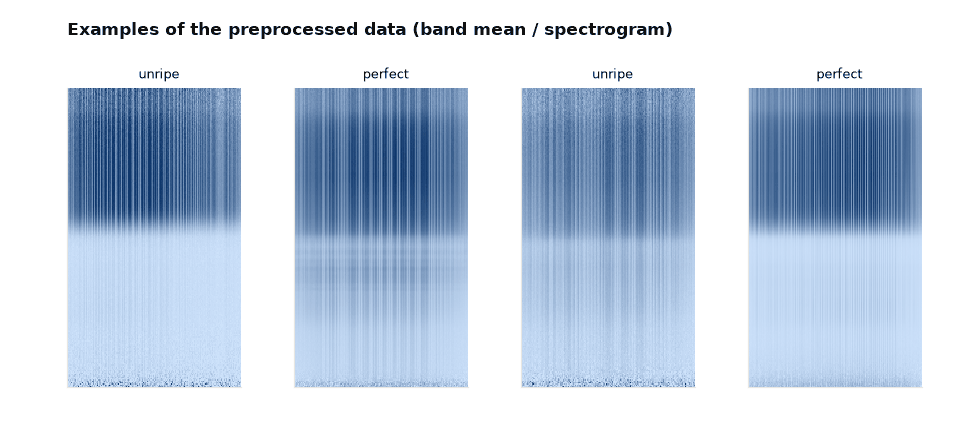 Examples of the preprocessed data (band mean / spectrogram)
unripe perfect unripe perfect